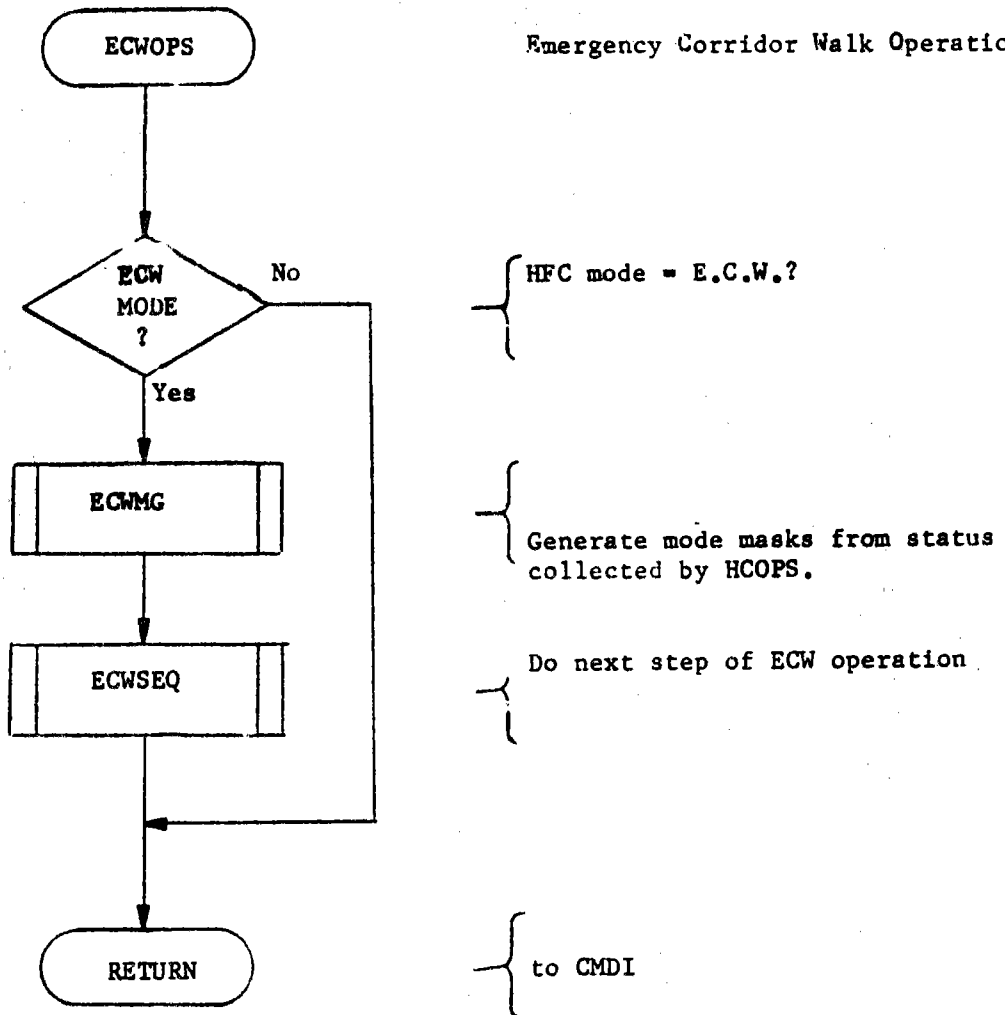 ECWOPS
Emergency Corridor Walk Operatio
ECW
MODE
?
No
Yes
HFC mode = E.C.W.?
ECWMG
Generate mode masks from status
collected by HCOPS.
ECWSEQ
Do next step of ECW operation
RETURN
to CMDI